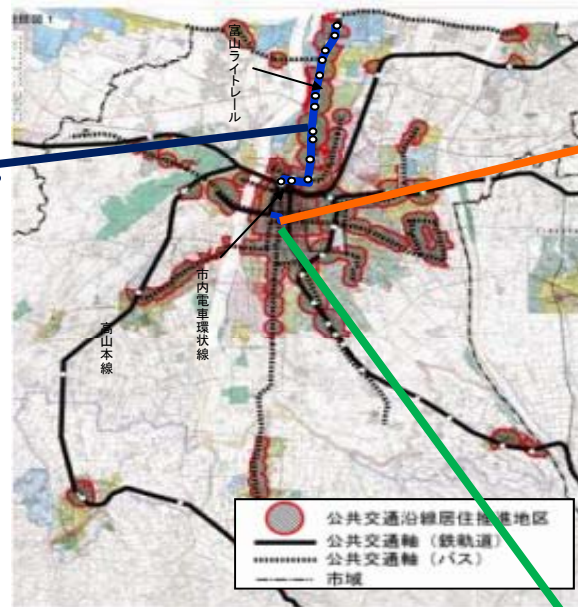 富山ライトレール
市内電車環状線
高山本線
公共交通沿線居住推進地区
公共交通軸（鉄軌道）
公共交通軸（バス）
市域